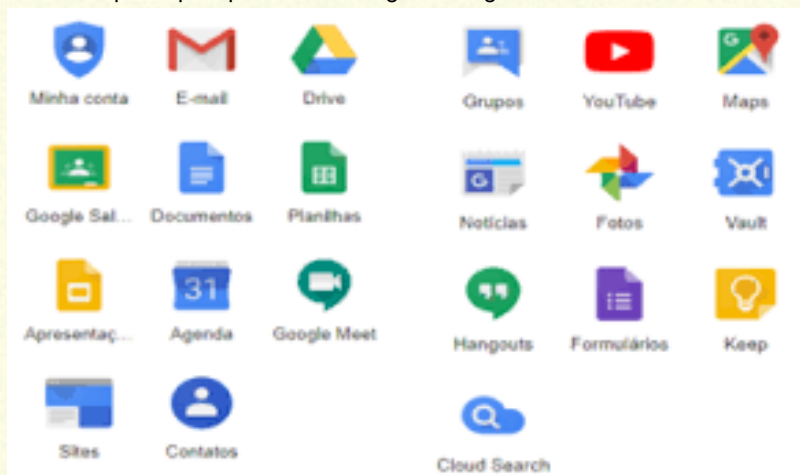 Minha conta E-mail Drive Grupos YouTube Maps
Google Sal... Documentos Planilhas Notícias Fotos Vault
Apresentaç... 31 Agenda Google Meet Hangouts Formulários Keep
Sites Contatos Cloud Search